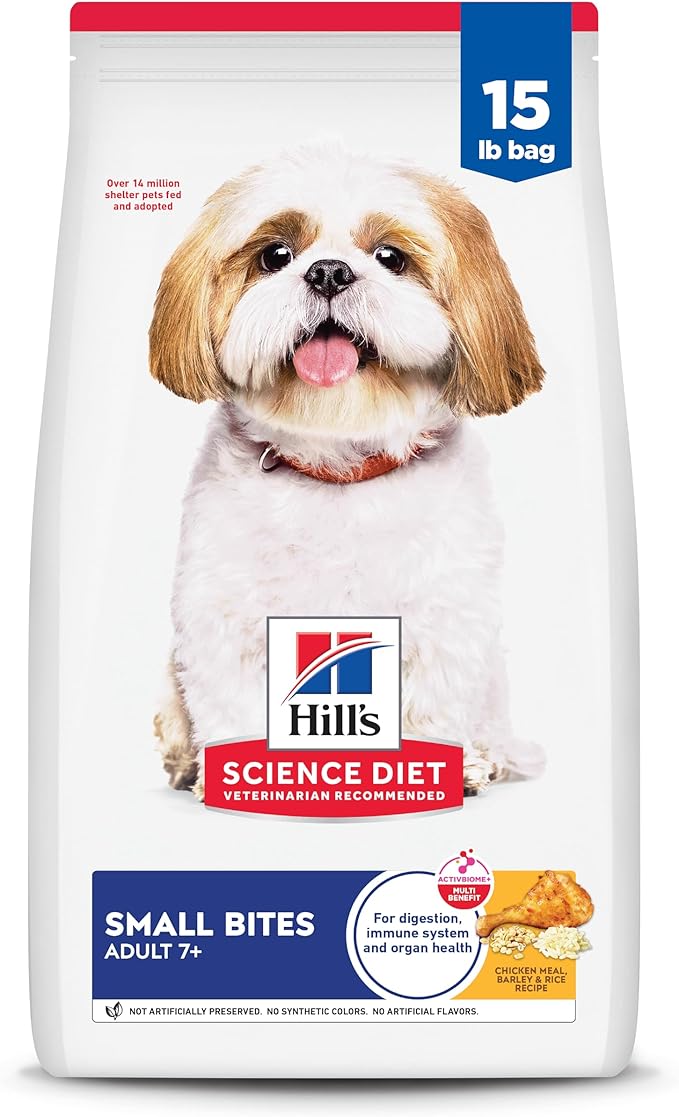 15
lb bag
Over 14 million
shelter pets fed
and adopted
Hill's
SCIENCE DIET
VETERINARIAN RECOMMENDED
ACTIVBIOME+
MULTI
BENEFIT
SMALL BITES
ADULT 7+
For digestion,
immune system
and organ health
CHICKEN MEAL,
BARLEY & RICE
RECIPE
NOT ARTIFICIALLY PRESERVED. NO SYNTHETIC COLORS. NO ARTIFICIAL FLAVORS.